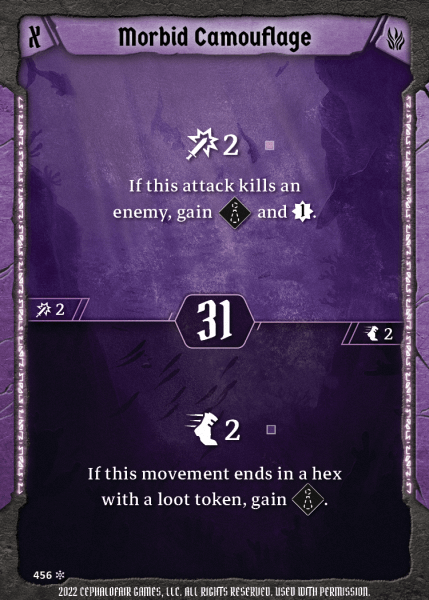 Morbid Camouflage
2
If this attack kills an
enemy, gain and 1.
2
31
2
2
If this movement ends in a hex
with a loot token, gain .
456
2022 CEPHALOFAIR GAMES, LLC. ALL RIGHTS RESERVED. USED WITH PERMISSION.